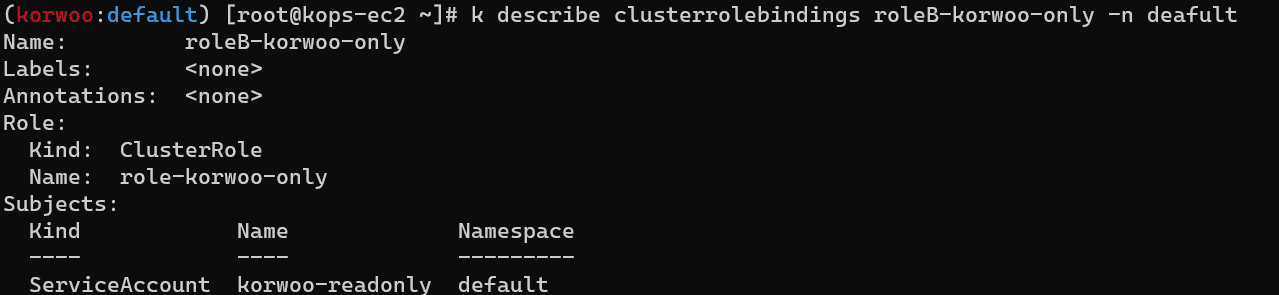 (korwoo:default) [root@kops-ec2 ~]# k describe clusterrolebindings roleB-korwoo-only -n deafult
Name:         roleB-korwoo-only
Labels:       <none>
Annotations:  <none>
Role:
  Kind:  ClusterRole
  Name:  role-korwoo-only
Subjects:
  Kind            Name             Namespace
  ----            ----             ---------
  ServiceAccount  korwoo-readonly  default